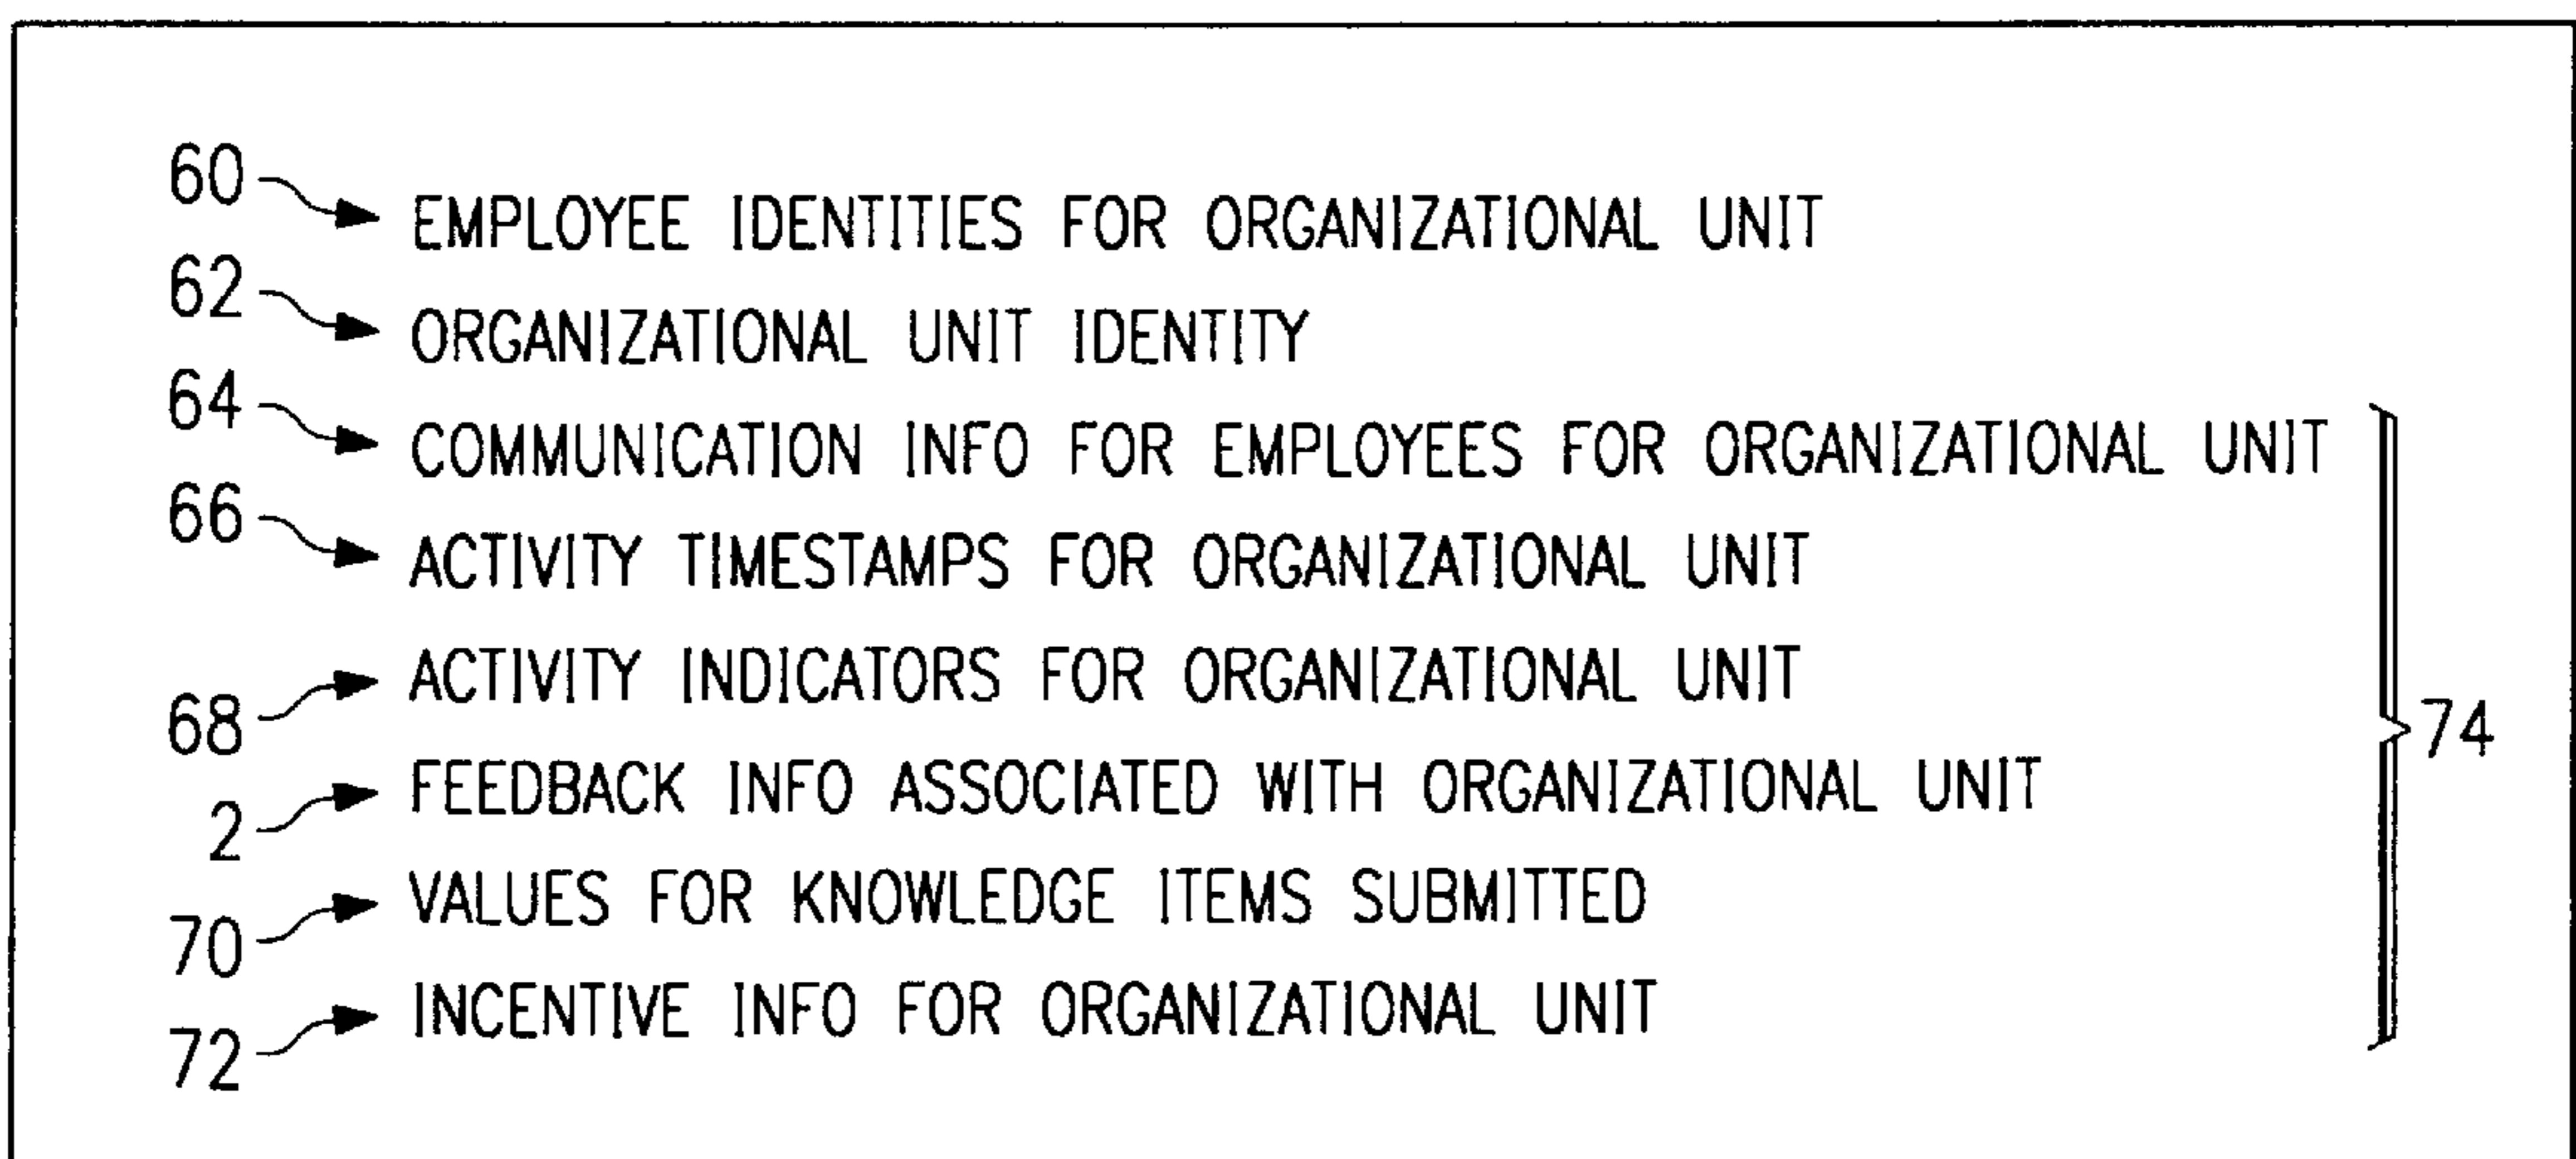 60 EMPLOYEE IDENTITIES FOR ORGANIZATIONAL UNIT
62 ORGANIZATIONAL UNIT IDENTITY
64 COMMUNICATION INFO FOR EMPLOYEES FOR ORGANIZATIONAL UNIT
66 ACTIVITY TIMESTAMPS FOR ORGANIZATIONAL UNIT
68 ACTIVITY INDICATORS FOR ORGANIZATIONAL UNIT
74
2 FEEDBACK INFO ASSOCIATED WITH ORGANIZATIONAL UNIT
70 VALUES FOR KNOWLEDGE ITEMS SUBMITTED
72 INCENTIVE INFO FOR ORGANIZATIONAL UNIT